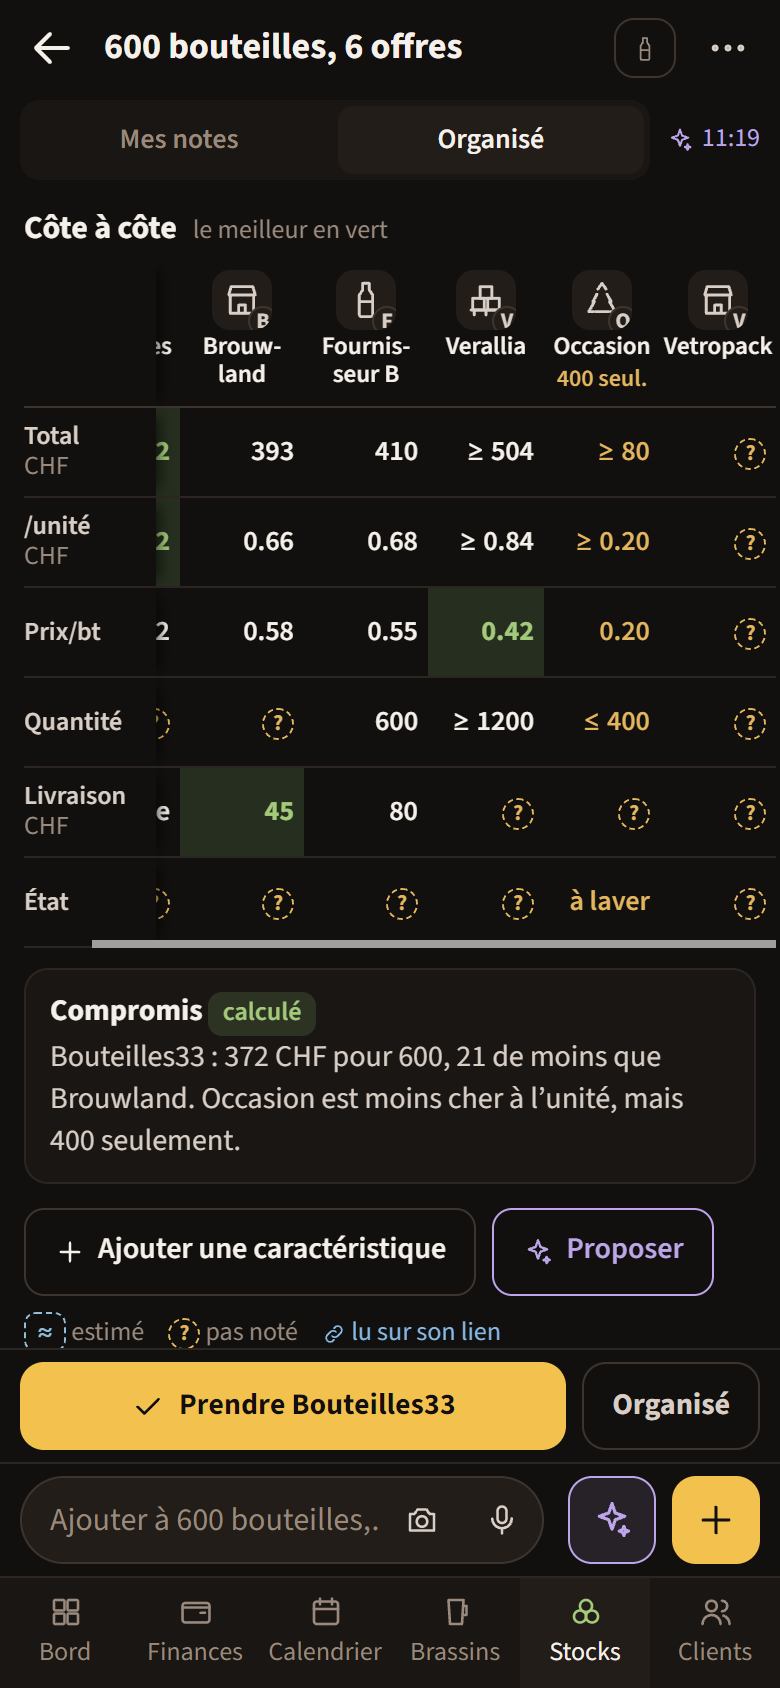 600 bouteilles, 6 offres
Mes notes
Organisé
11:19
Côte à côte le meilleur en vert
es
B
Brouw-
land
F
Fournis-
seur B
V
Verallia
O
Occasion
400 seul.
V
Vetropack
Total
CHF
2 393 410 ≥ 504 ≥ 80 ?
/unité
CHF
2 0.66 0.68 ≥ 0.84 ≥ 0.20 ?
Prix/bt 2 0.58 0.55 0.42 0.20 ?
Quantité ? ? 600 ≥ 1200 ≤ 400 ?
Livraison
CHF
e 45 80 ? ? ?
État ? ? ? ? à laver ?
Compromis calculé
Bouteilles33 : 372 CHF pour 600, 21 de moins que
Brouwland. Occasion est moins cher à l’unité, mais
400 seulement.
+ Ajouter une caractéristique
Proposer
≈ estimé ? pas noté lu sur son lien
Prendre Bouteilles33
Organisé
Ajouter à 600 bouteilles,.
Bord Finances Calendrier Brassins Stocks Clients